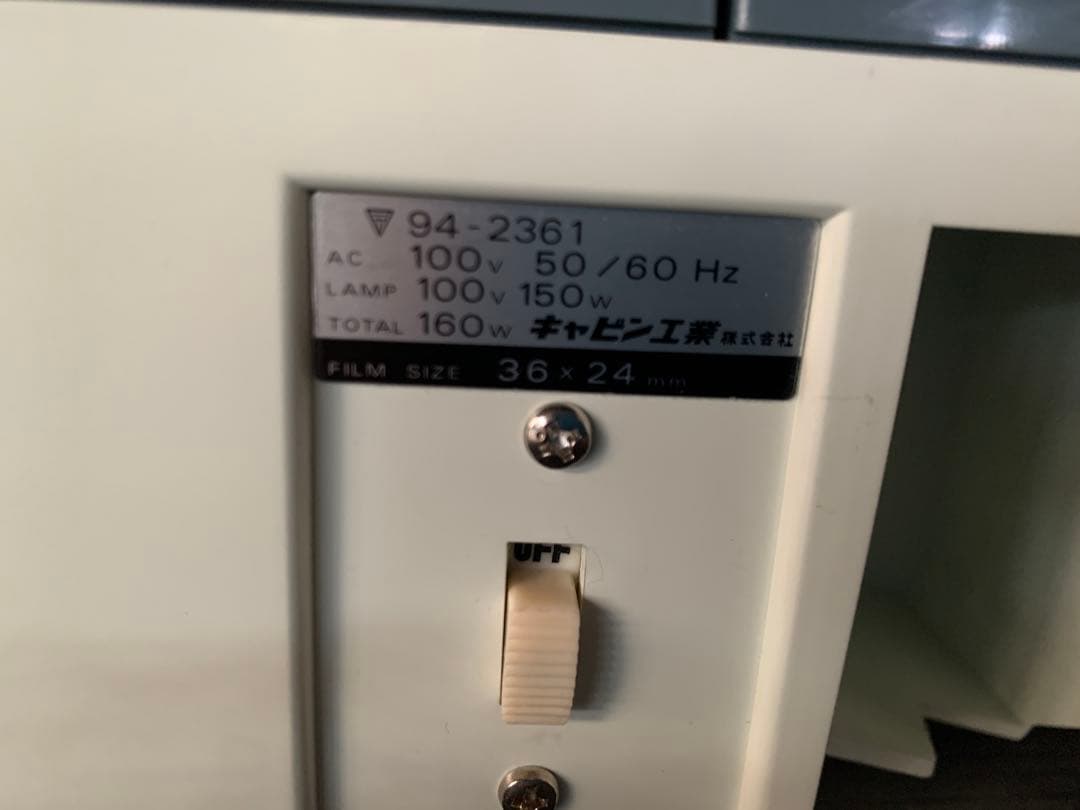 94-2361
AC 100V 50/60 Hz
LAMP 100V 150W
TOTAL 160W キャビン工業株式会社
FILM SIZE 36×24 mm
OFF